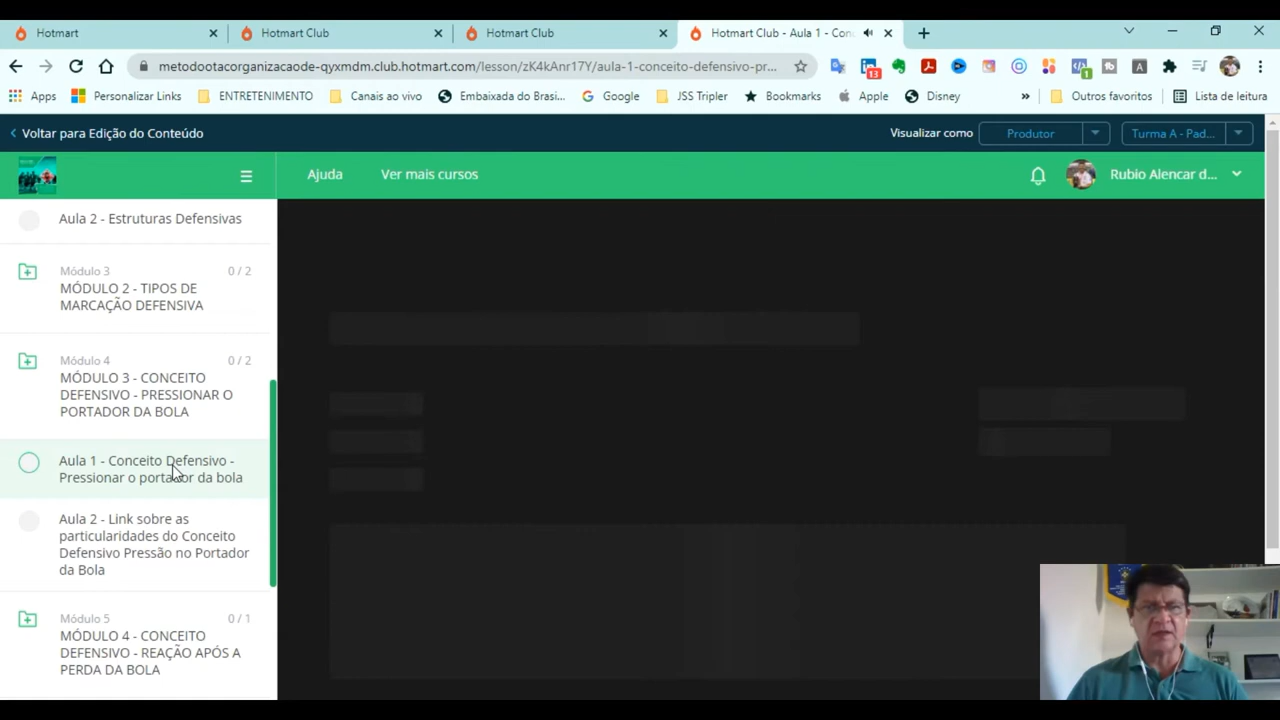 Hotmart
Hotmart Club
Hotmart Club
Hotmart Club - Aula 1 - Conc
metodootacorganizacaode-qyxmdm.club.hotmart.com/lesson/zK4kAnr17Y/aula-1-conceito-defensivo-pr...
13
1
A
Apps
Personalizar Links
ENTRETENIMENTO
Canais ao vivo
Embaixada do Brasi...
Google
JSS Tripler
Bookmarks
Apple
Disney
»
Outros favoritos
Lista de leitura
Voltar para Edição do Conteúdo
Visualizar como
Produtor
Turma A - Pad...
Ajuda
Ver mais cursos
Rubio Alencar d...
Aula 2 - Estruturas Defensivas
Módulo 3
0 / 2
MÓDULO 2 - TIPOS DE
MARCAÇÃO DEFENSIVA
Módulo 4
0 / 2
MÓDULO 3 - CONCEITO
DEFENSIVO - PRESSIONAR O
PORTADOR DA BOLA
Aula 1 - Conceito Defensivo -
Pressionar o portador da bola
Aula 2 - Link sobre as
particularidades do Conceito
Defensivo Pressão no Portador
da Bola
Módulo 5
0 / 1
MÓDULO 4 - CONCEITO
DEFENSIVO - REAÇÃO APÓS A
PERDA DA BOLA